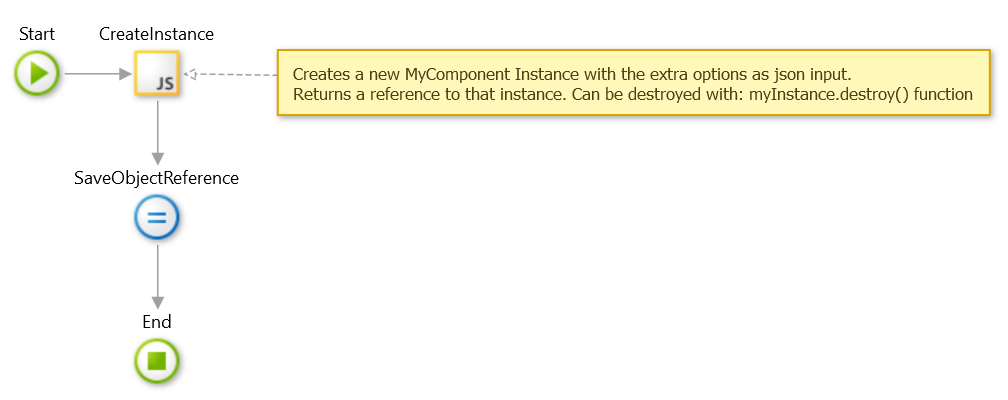 Start
CreateInstance
JS
Creates a new MyComponent Instance with the extra options as json input.
Returns a reference to that instance. Can be destroyed with: myInstance.destroy() function
SaveObjectReference
End